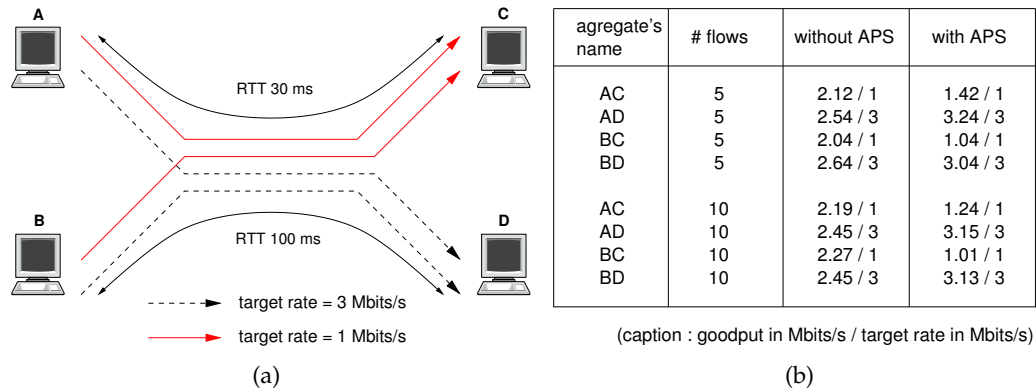 A
C
RTT 30 ms
B
D
RTT 100 ms
target rate = 3 Mbits/s
target rate = 1 Mbits/s
(a)
agregate's name # flows without APS with APS
AC 5 2.12 / 1 1.42 / 1
AD 5 2.54 / 3 3.24 / 3
BC 5 2.04 / 1 1.04 / 1
BD 5 2.64 / 3 3.04 / 3
AC 10 2.19 / 1 1.24 / 1
AD 10 2.45 / 3 3.15 / 3
BC 10 2.27 / 1 1.01 / 1
BD 10 2.45 / 3 3.13 / 3
(caption : goodput in Mbits/s / target rate in Mbits/s)
(b)